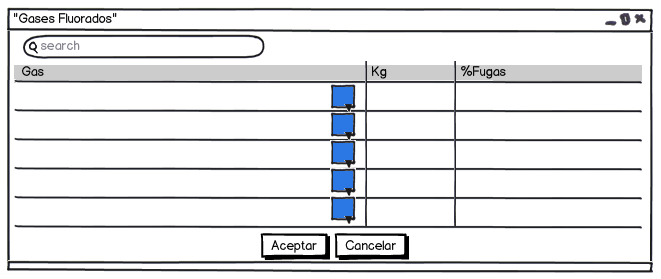 "Gases Fluorados"
search
Gas Kg %Fugas
Aceptar Cancelar